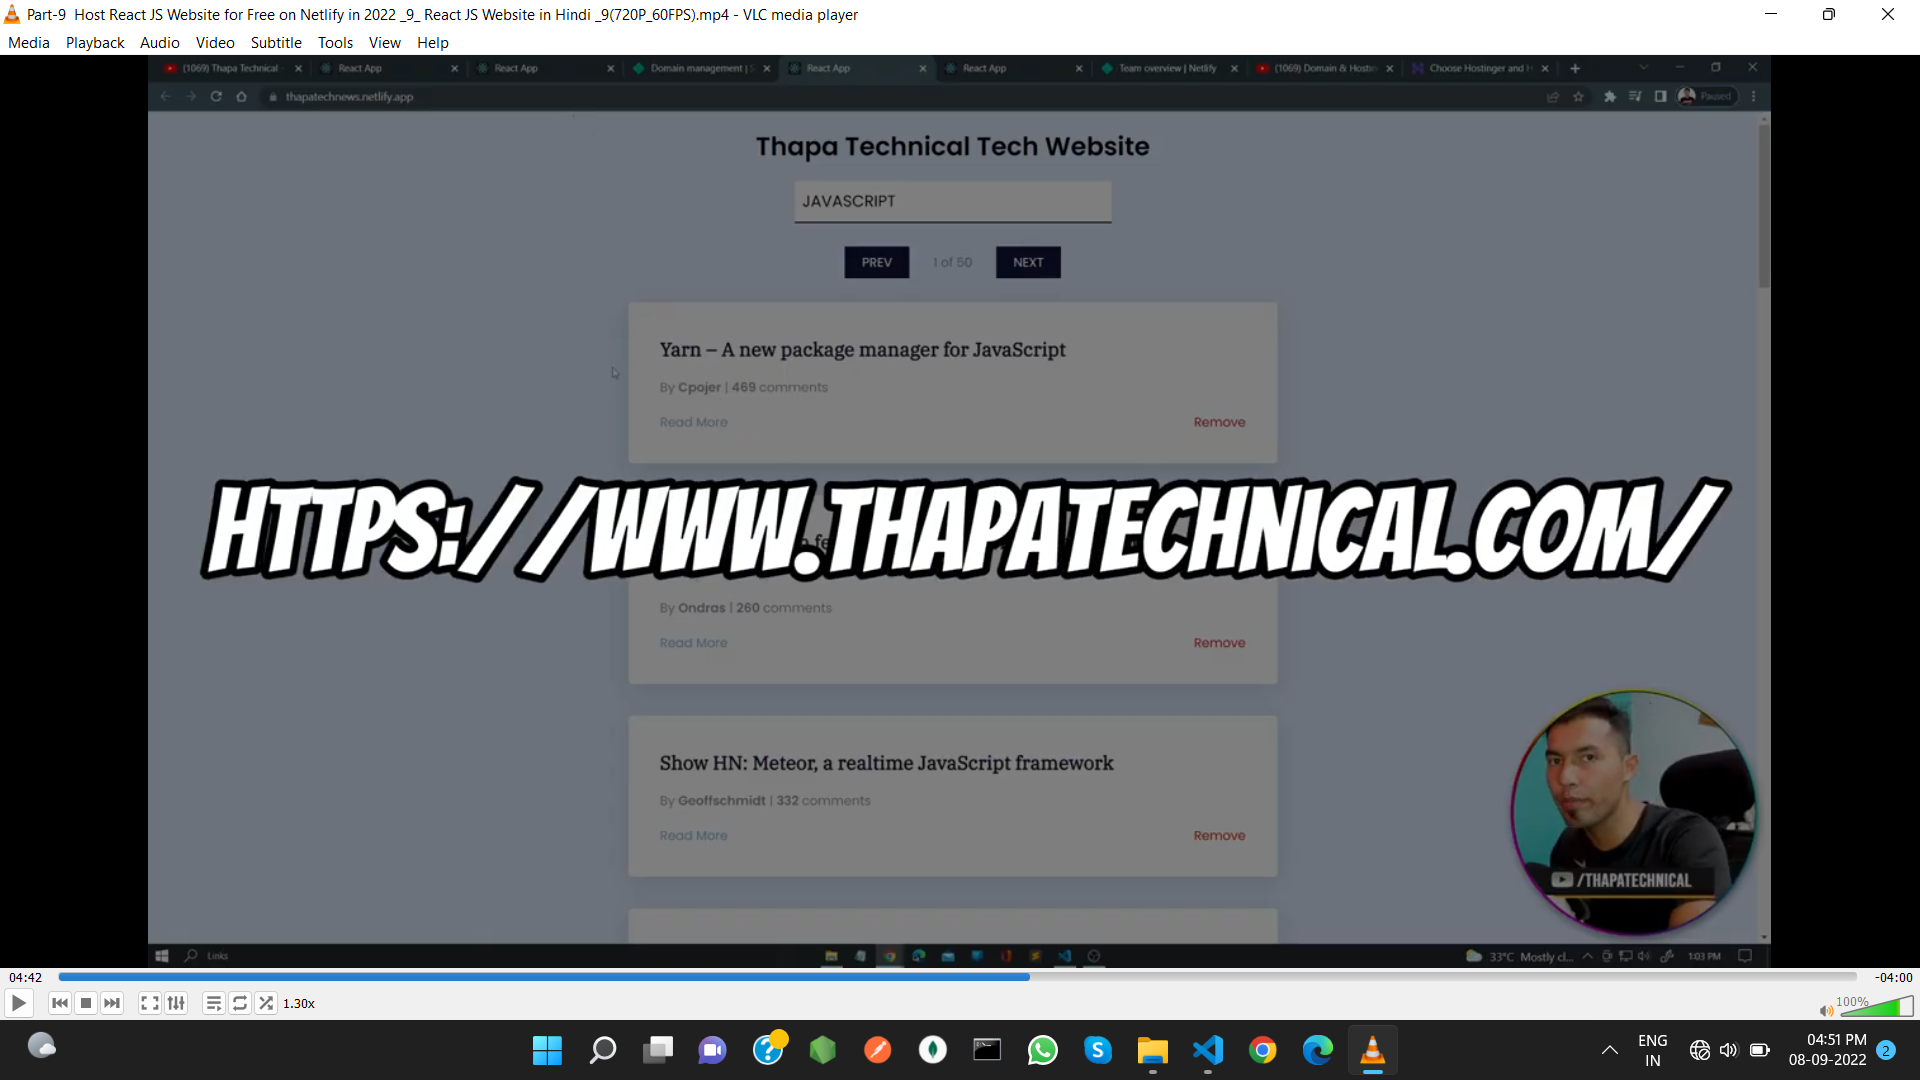 Part-9 Host React JS Website for Free on Netlify in 2022 _9_ React JS Website in Hindi _9(720P_60FPS).mp4 - VLC media player
Media Playback Audio Video Subtitle Tools View Help
(1069) Thapa Technical React App React App Domain management | S React App React App Team overview | Netlify (1069) Domain & Hostin Choose Hostinger and H
thapatechnews.netlify.app Paused
Thapa Technical Tech Website
JAVASCRIPT
PREV 1 of 50 NEXT
Yarn – A new package manager for JavaScript
By Cpojer | 469 comments
Read More Remove
HTTPS://WWW.THAPATECHNICAL.COM/
By Ondras | 260 comments
Read More Remove
Show HN: Meteor, a realtime JavaScript framework
By Geoffschmidt | 332 comments
Read More Remove
/THAPATECHNICAL
Links 33°C Mostly cl... 1:03 PM
04:42 -04:00
1.30x 100%
ENG 04:51 PM
IN 08-09-2022 2